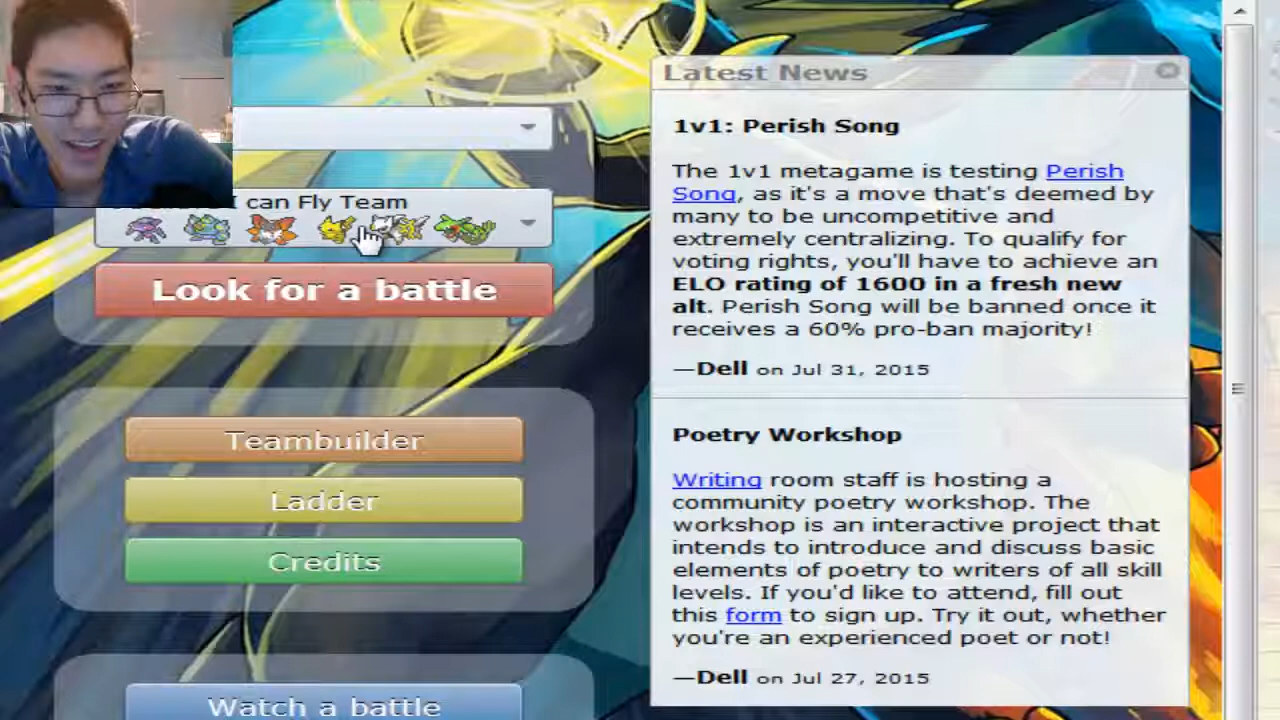 I can Fly Team
Look for a battle
Teambuilder
Ladder
Credits
Watch a battle
Latest News
1v1: Perish Song
The 1v1 metagame is testing Perish
Song, as it's a move that's deemed by
many to be uncompetitive and
extremely centralizing. To qualify for
voting rights, you'll have to achieve an
ELO rating of 1600 in a fresh new
alt. Perish Song will be banned once it
receives a 60% pro-ban majority!
—Dell on Jul 31, 2015
Poetry Workshop
Writing room staff is hosting a
community poetry workshop. The
workshop is an interactive project that
intends to introduce and discuss basic
elements of poetry to writers of all skill
levels. If you'd like to attend, fill out
this form to sign up. Try it out, whether
you're an experienced poet or not!
—Dell on Jul 27, 2015